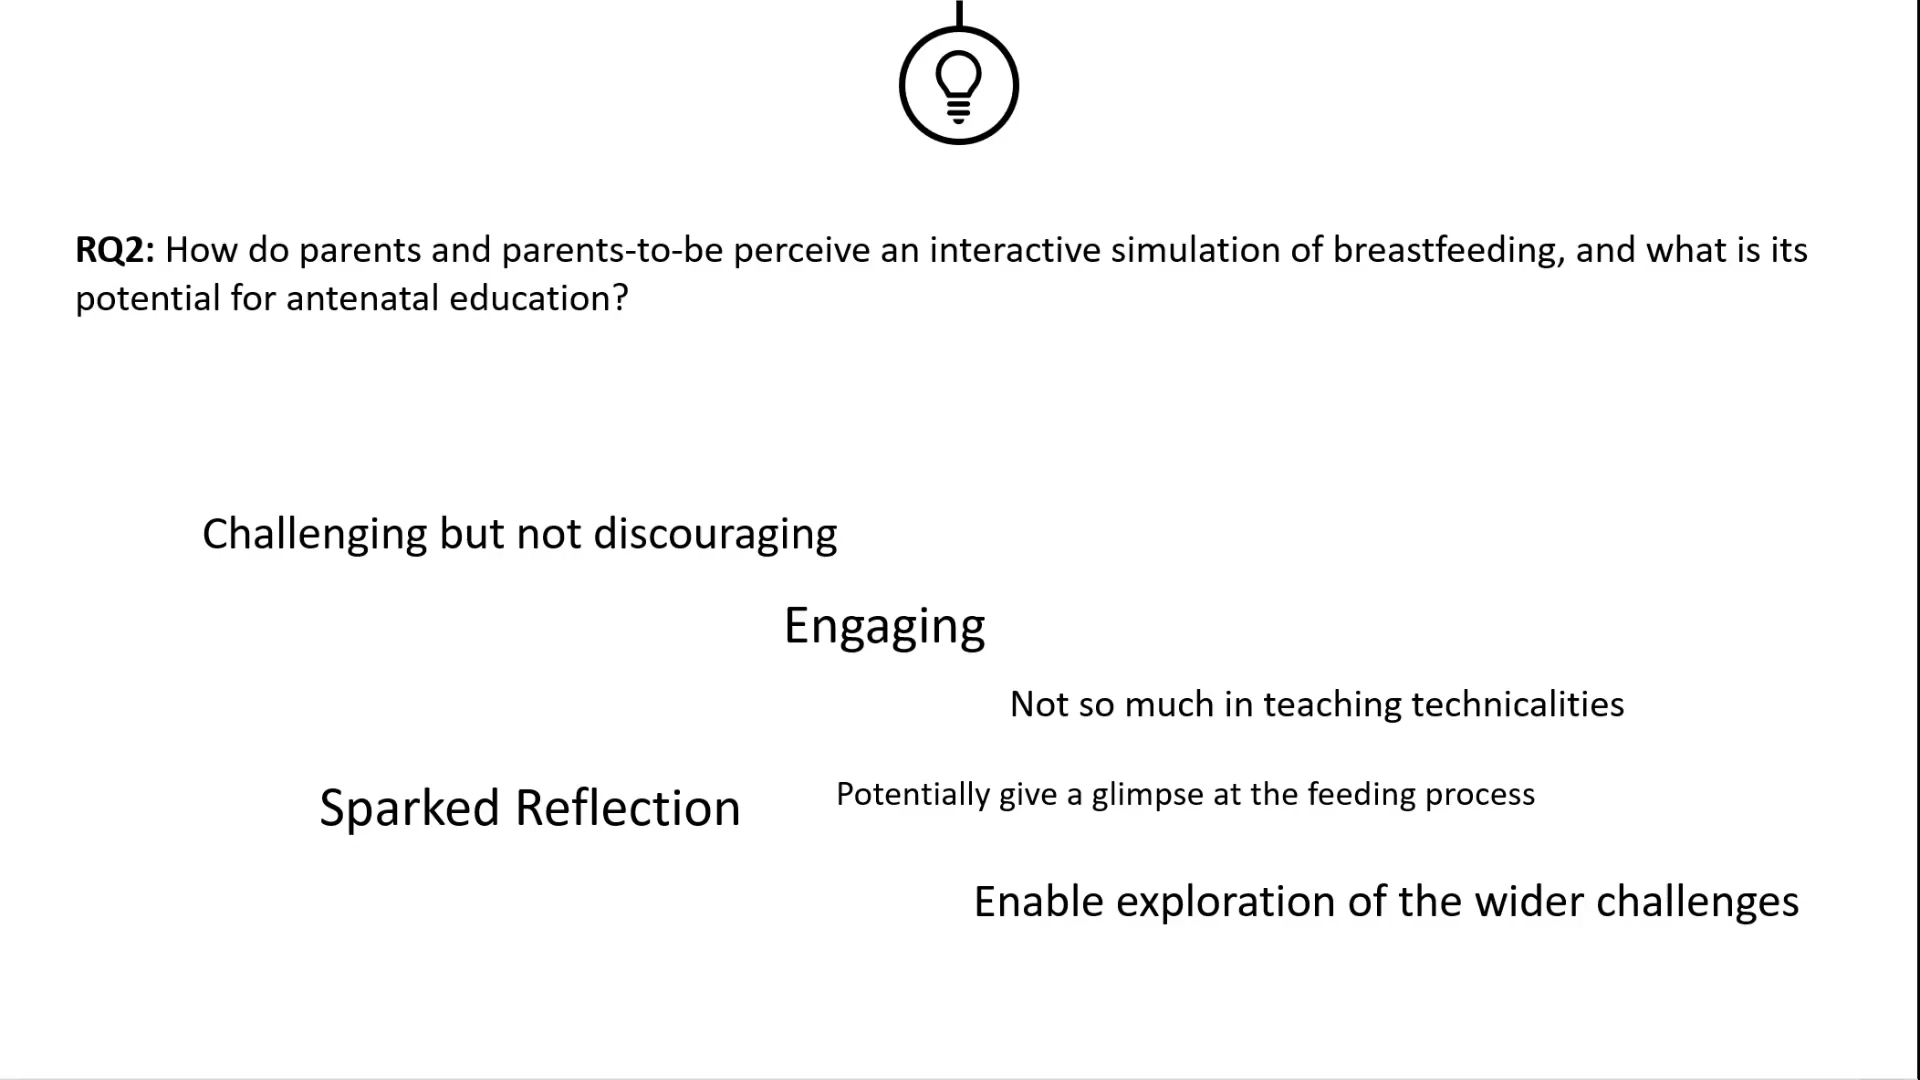 RQ2: How do parents and parents-to-be perceive an interactive simulation of breastfeeding, and what is its
potential for antenatal education?
Challenging but not discouraging
Engaging
Not so much in teaching technicalities
Sparked Reflection
Potentially give a glimpse at the feeding process
Enable exploration of the wider challenges